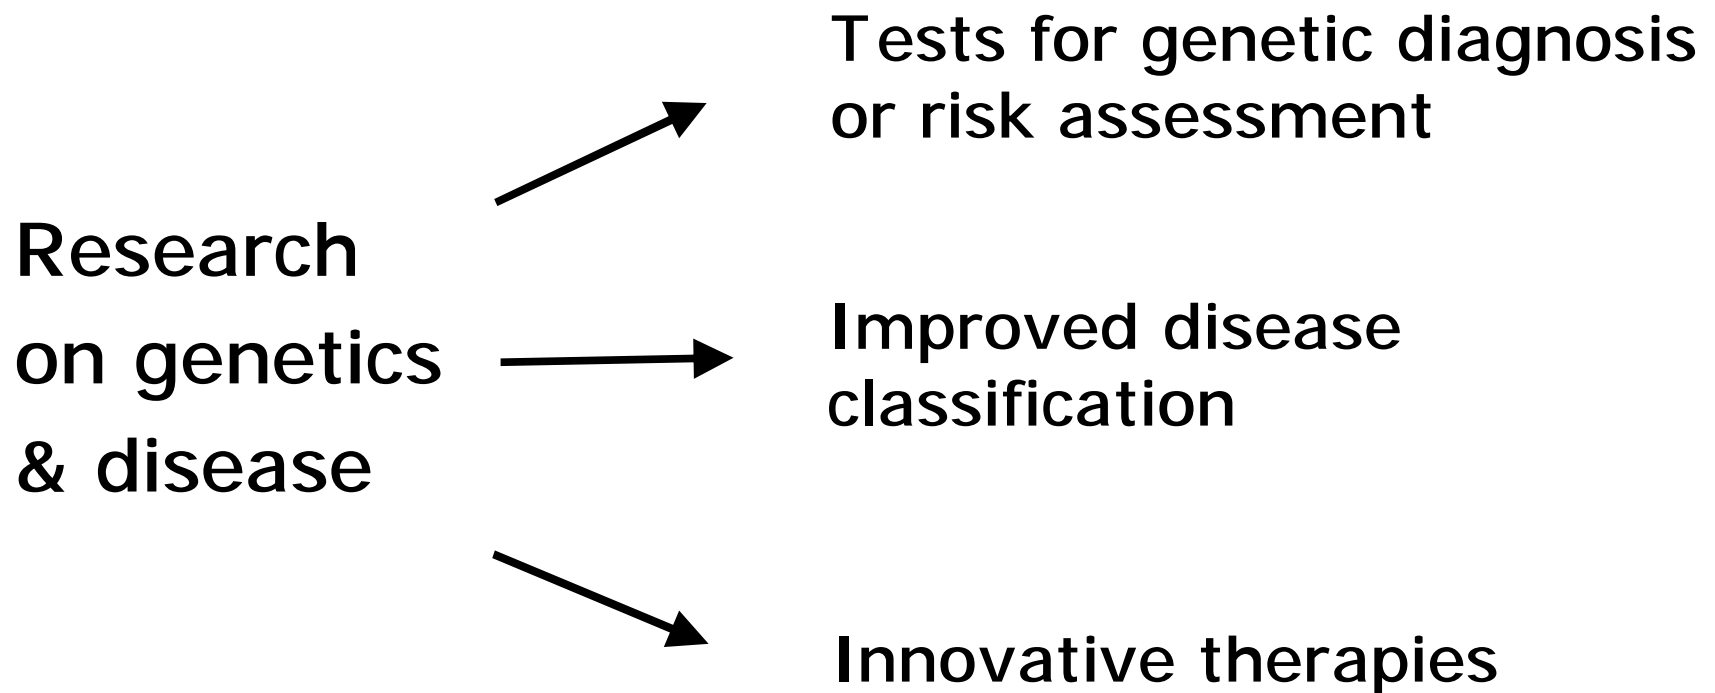 Research
on genetics
& disease
Tests for genetic diagnosis
or risk assessment
Improved disease
classification
Innovative therapies